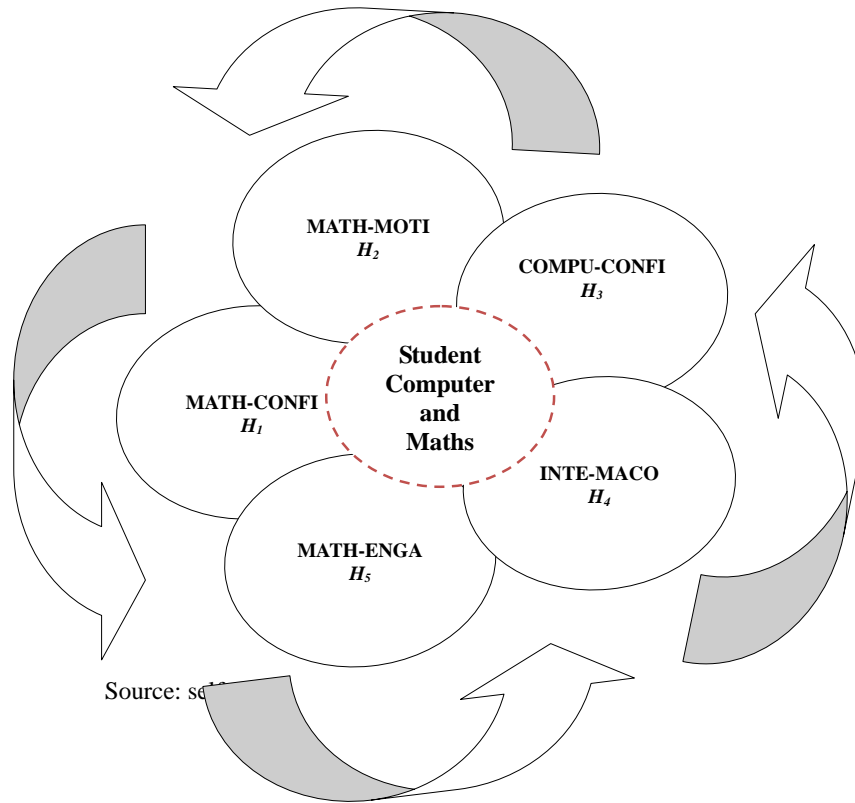 MATH-MOTI
H2
COMPU-CONFI
H3
Student
Computer
and
Maths
MATH-CONFI
H1
INTE-MACO
H4
MATH-ENGA
H5
Source: